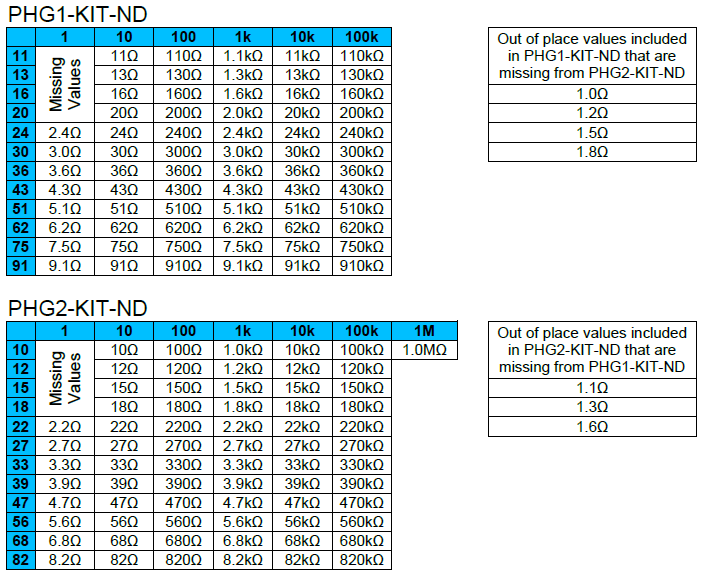 PHG1-KIT-ND
1 10 100 1k 10k 100k
11 11Ω 110Ω 1.1kΩ 11kΩ 110kΩ
13 13Ω 130Ω 1.3kΩ 13kΩ 130kΩ
16 16Ω 160Ω 1.6kΩ 16kΩ 160kΩ
20 20Ω 200Ω 2.0kΩ 20kΩ 200kΩ
Missing
Values
24 2.4Ω 24Ω 240Ω 2.4kΩ 24kΩ 240kΩ
30 3.0Ω 30Ω 300Ω 3.0kΩ 30kΩ 300kΩ
36 3.6Ω 36Ω 360Ω 3.6kΩ 36kΩ 360kΩ
43 4.3Ω 43Ω 430Ω 4.3kΩ 43kΩ 430kΩ
51 5.1Ω 51Ω 510Ω 5.1kΩ 51kΩ 510kΩ
62 6.2Ω 62Ω 620Ω 6.2kΩ 62kΩ 620kΩ
75 7.5Ω 75Ω 750Ω 7.5kΩ 75kΩ 750kΩ
91 9.1Ω 91Ω 910Ω 9.1kΩ 91kΩ 910kΩ
Out of place values included
in PHG1-KIT-ND that are
missing from PHG2-KIT-ND
1.0Ω
1.2Ω
1.5Ω
1.8Ω
PHG2-KIT-ND
1 10 100 1k 10k 100k 1M
10 10Ω 100Ω 1.0kΩ 10kΩ 100kΩ 1.0MΩ
12 12Ω 120Ω 1.2kΩ 12kΩ 120kΩ
15 15Ω 150Ω 1.5kΩ 15kΩ 150kΩ
18 18Ω 180Ω 1.8kΩ 18kΩ 180kΩ
Missing
Values
22 2.2Ω 22Ω 220Ω 2.2kΩ 22kΩ 220kΩ
27 2.7Ω 27Ω 270Ω 2.7kΩ 27kΩ 270kΩ
33 3.3Ω 33Ω 330Ω 3.3kΩ 33kΩ 330kΩ
39 3.9Ω 39Ω 390Ω 3.9kΩ 39kΩ 390kΩ
47 4.7Ω 47Ω 470Ω 4.7kΩ 47kΩ 470kΩ
56 5.6Ω 56Ω 560Ω 5.6kΩ 56kΩ 560kΩ
68 6.8Ω 68Ω 680Ω 6.8kΩ 68kΩ 680kΩ
82 8.2Ω 82Ω 820Ω 8.2kΩ 82kΩ 820kΩ
Out of place values included
in PHG2-KIT-ND that are
missing from PHG1-KIT-ND
1.1Ω
1.3Ω
1.6Ω